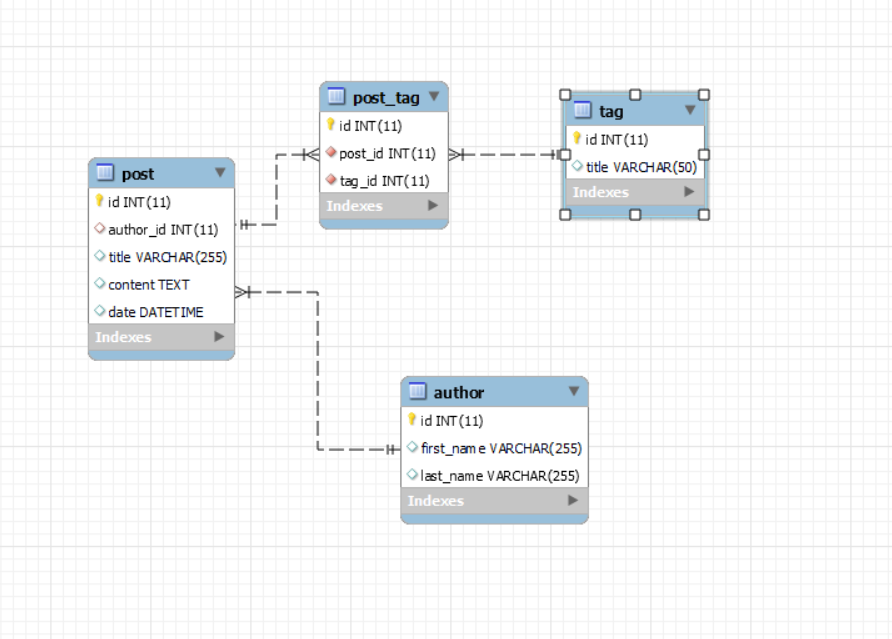 post_tag
id INT(11)
post_id INT(11)
tag_id INT(11)
Indexes
tag
id INT(11)
title VARCHAR(50)
Indexes
post
id INT(11)
author_id INT(11)
title VARCHAR(255)
content TEXT
date DATETIME
Indexes
author
id INT(11)
first_name VARCHAR(255)
last_name VARCHAR(255)
Indexes